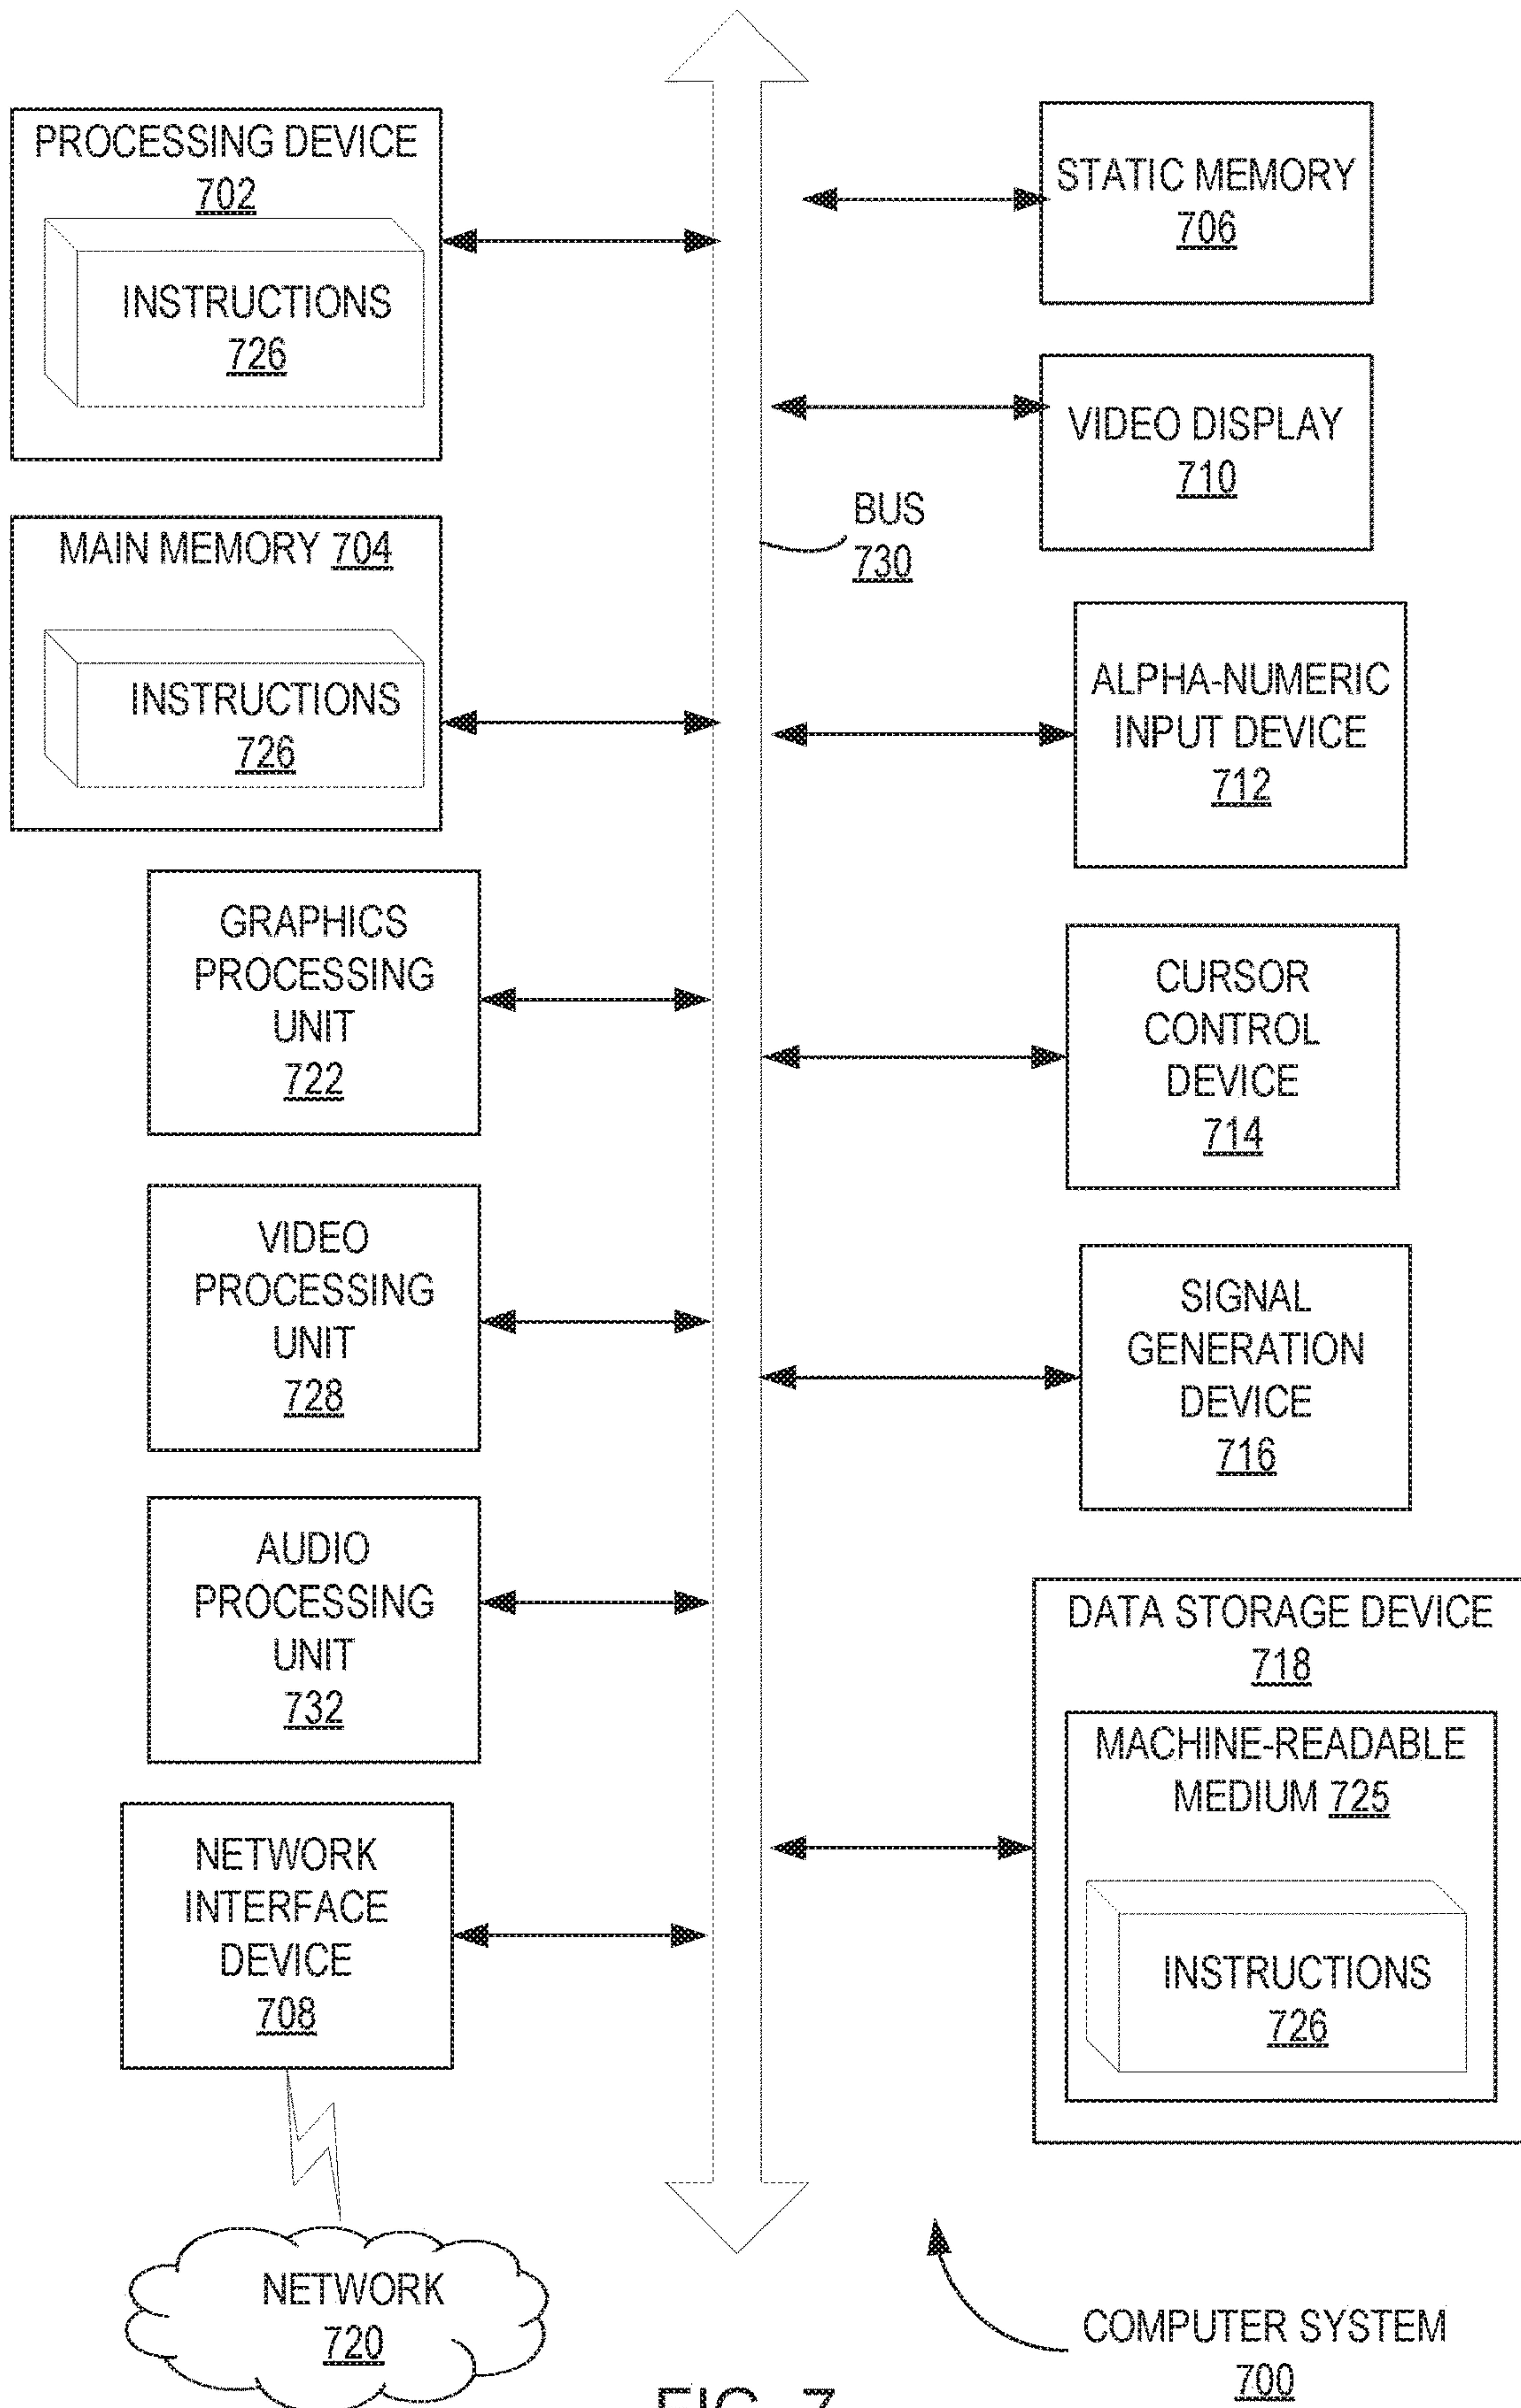 PROCESSING DEVICE
702
INSTRUCTIONS
726
MAIN MEMORY 704
INSTRUCTIONS
726
GRAPHICS
PROCESSING
UNIT
722
VIDEO
PROCESSING
UNIT
728
AUDIO
PROCESSING
UNIT
732
NETWORK
INTERFACE
DEVICE
708
NETWORK
720
BUS
730
STATIC MEMORY
706
VIDEO DISPLAY
710
ALPHA-NUMERIC
INPUT DEVICE
712
CURSOR
CONTROL
DEVICE
714
SIGNAL
GENERATION
DEVICE
716
DATA STORAGE DEVICE
718
MACHINE-READABLE
MEDIUM 725
INSTRUCTIONS
726
COMPUTER SYSTEM
700
FIG. 7